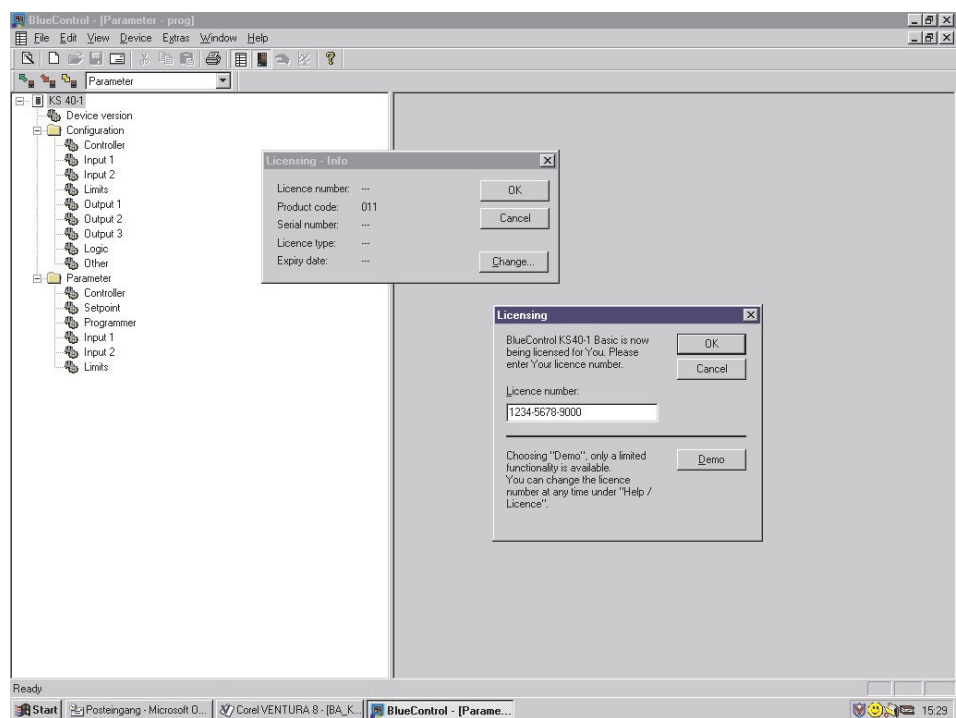 BlueControl - [Parameter - prog]
File Edit View Device Extras Window Help
Parameter
KS 40-1
Device version
Configuration
Controller
Input 1
Input 2
Limits
Output 1
Output 2
Output 3
Logic
Other
Parameter
Controller
Setpoint
Programmer
Input 1
Input 2
Limits
Licensing - Info
Licence number: ---
Product code: 011
Serial number: ---
Licence type: ---
Expiry date: ---
OK
Cancel
Change...
Licensing
BlueControl KS40-1 Basic is now
being licensed for You. Please
enter Your licence number.
OK
Cancel
Licence number:
1234-5678-9000
Choosing "Demo", only a limited
functionality is available.
You can change the licence
number at any time under "Help /
Licence".
Demo
Ready
Start Posteingang - Microsoft O... Corel VENTURA 8 - [BA_K... BlueControl - [Parame... 15:29